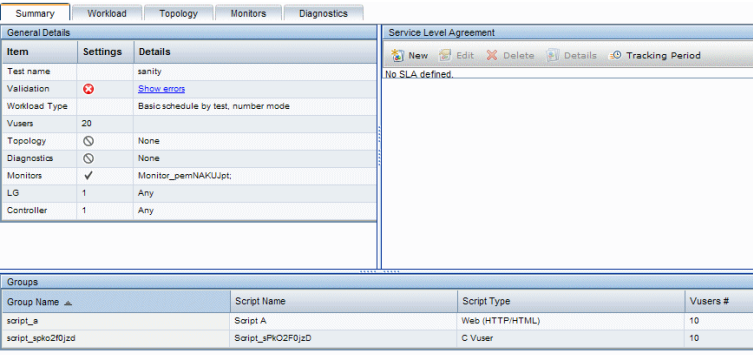 Summary Workload Topology Monitors Diagnostics
General Details
Item Settings Details
Test name sanity
Validation Show errors
Workload Type Basic schedule by test, number mode
Vusers 20
Topology None
Diagnostics None
Monitors Monitor_pemNAKUJpt;
LG 1 Any
Controller 1 Any
Service Level Agreement
New Edit Delete Details Tracking Period
No SLA defined.
Groups
Group Name Script Name Script Type Vusers #
script_a Script A Web (HTTP/HTML) 10
script_spko2f0jzd Script_sPkO2F0jzD C Vuser 10